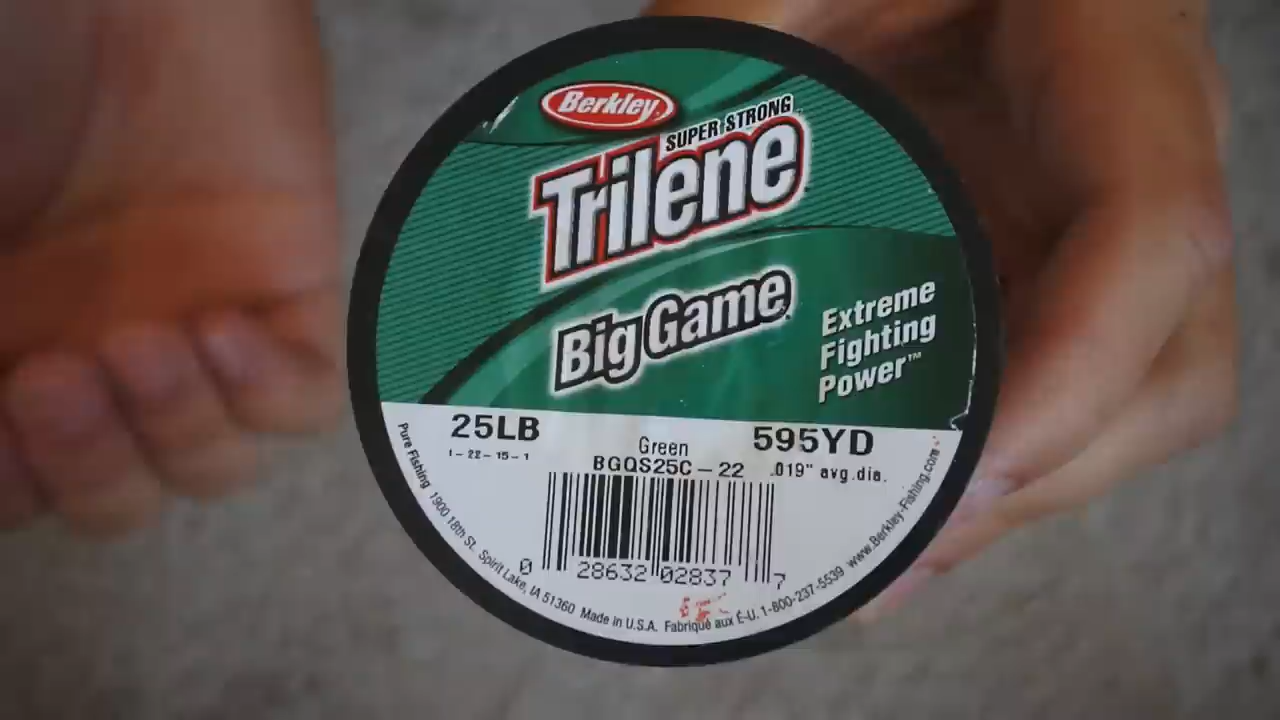 Berkley
SUPER STRONG
Trilene
Big Game
Extreme
Fighting
Power™
25LB
1-22-15-1
Green
BGQS25C-22
595YD
.019" avg.dia.
0 28632 02837 7
Pure Fishing 1900 18th St. Spirit Lake, IA 51360 Made in U.S.A. Fabriqué aux É-U. 1-800-237-5539 www.Berkley-Fishing.com